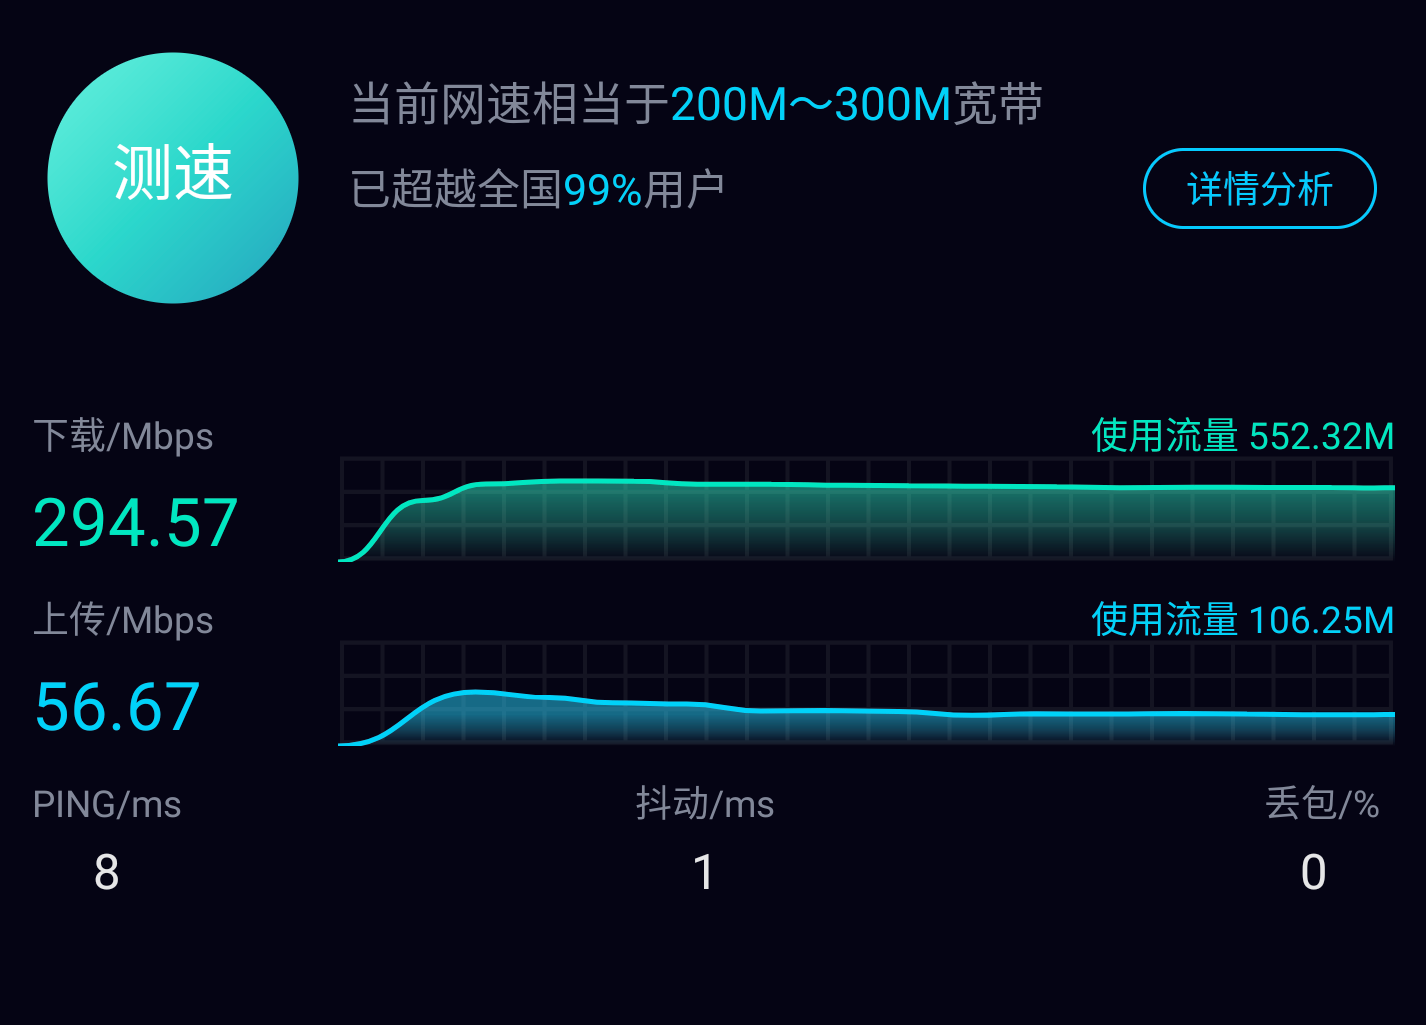 测速
当前网速相当于200M～300M宽带
已超越全国99%用户
详情分析
下载/Mbps
使用流量 552.32M
294.57
上传/Mbps
使用流量 106.25M
56.67
PING/ms
抖动/ms
丢包/%
8
1
0